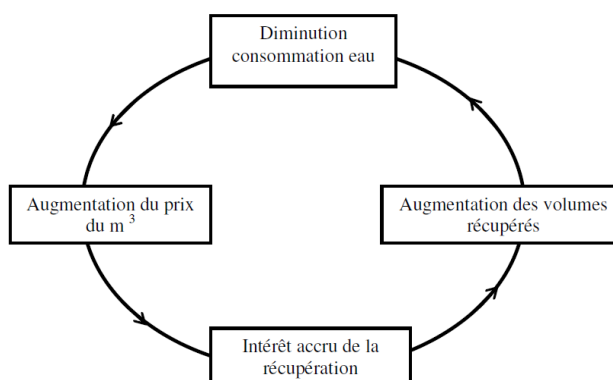 Diminution
consommation eau
Augmentation du prix
du m ³
Augmentation des volumes
récupérés
Intérêt accru de la
récupération